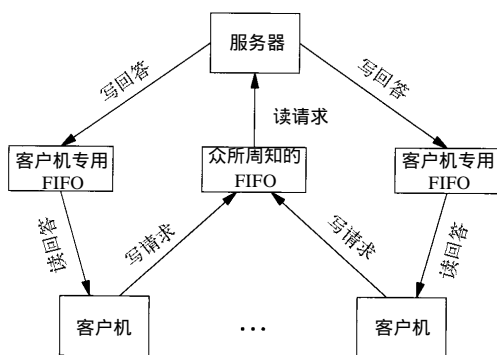 服务器
写回答
写回答
读请求
客户机专用
FIFO
众所周知的
FIFO
客户机专用
FIFO
读回答
写请求
写请求
读回答
客户机
...
客户机